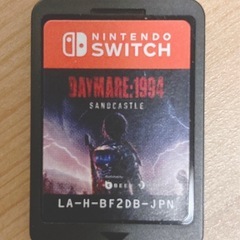 NINTENDO
SWITCH
DAYMARE:1994
SANDCASTLE
LA-H-BF2DB-JPN